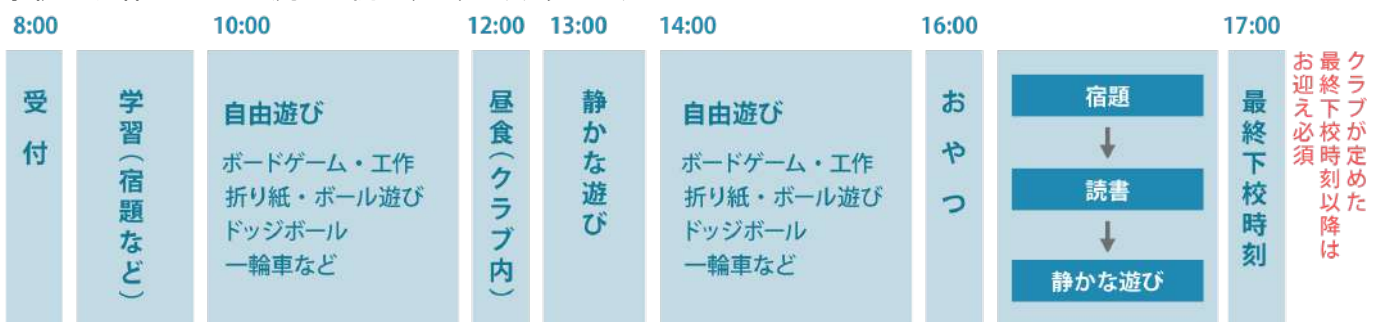 8:00
10:00
12:00
13:00
14:00
16:00
17:00
受付
学習（宿題など）
自由遊び
ボードゲーム・工作
折り紙・ボール遊び
ドッジボール
一輪車など
昼食（クラブ内）
静かな遊び
自由遊び
ボードゲーム・工作
折り紙・ボール遊び
ドッジボール
一輪車など
おやつ
宿題
読書
静かな遊び
最終下校時刻
クラブが定めた
最終下校時刻以降は
お迎え必須